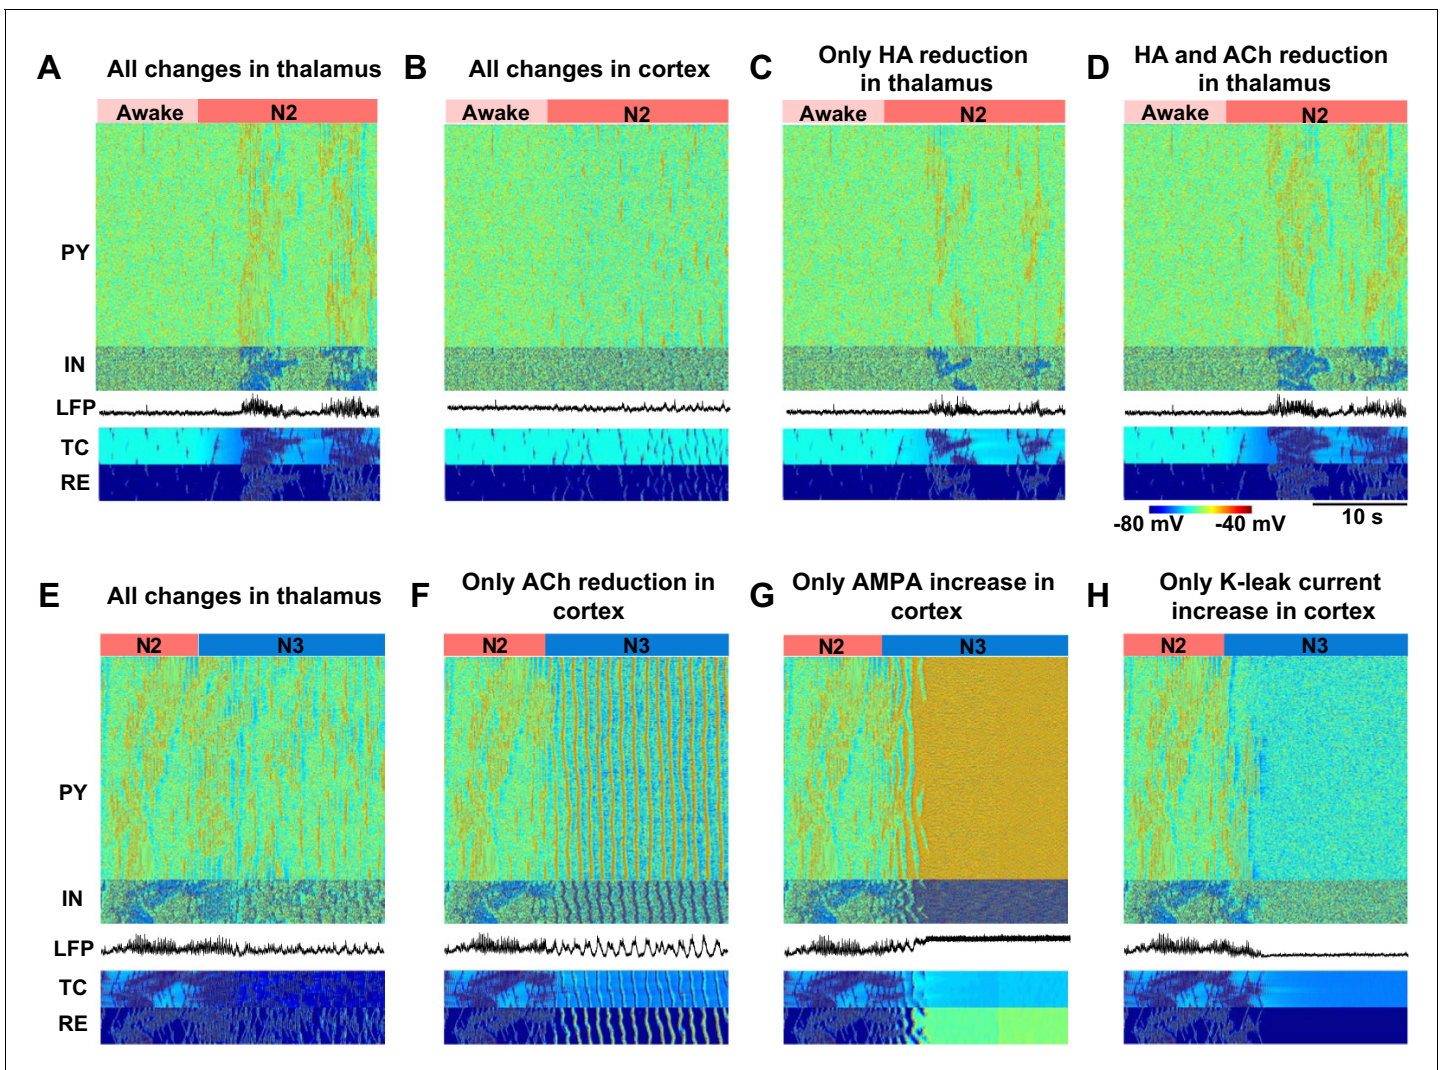 A All changes in thalamus
B All changes in cortex
C Only HA reduction
in thalamus
D HA and ACh reduction
in thalamus
Awake N2
Awake N2
Awake N2
Awake N2
PY
IN
LFP
TC
RE
-80 mV -40 mV
10 s
E All changes in thalamus
F Only ACh reduction in
cortex
G Only AMPA increase in
cortex
H Only K-leak current
increase in cortex
N2 N3
N2 N3
N2 N3
N2 N3
PY
IN
LFP
TC
RE